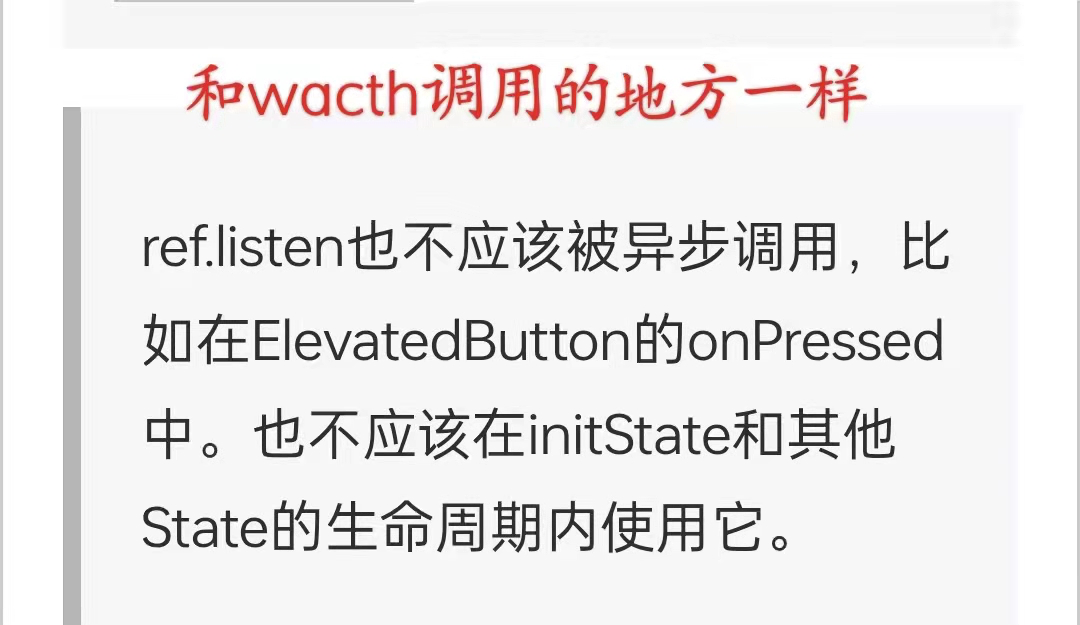 和wacth调用的地方一样
ref.listen也不应该被异步调用，比
如在ElevatedButton的onPressed
中。也不应该在initState和其他
State的生命周期内使用它。